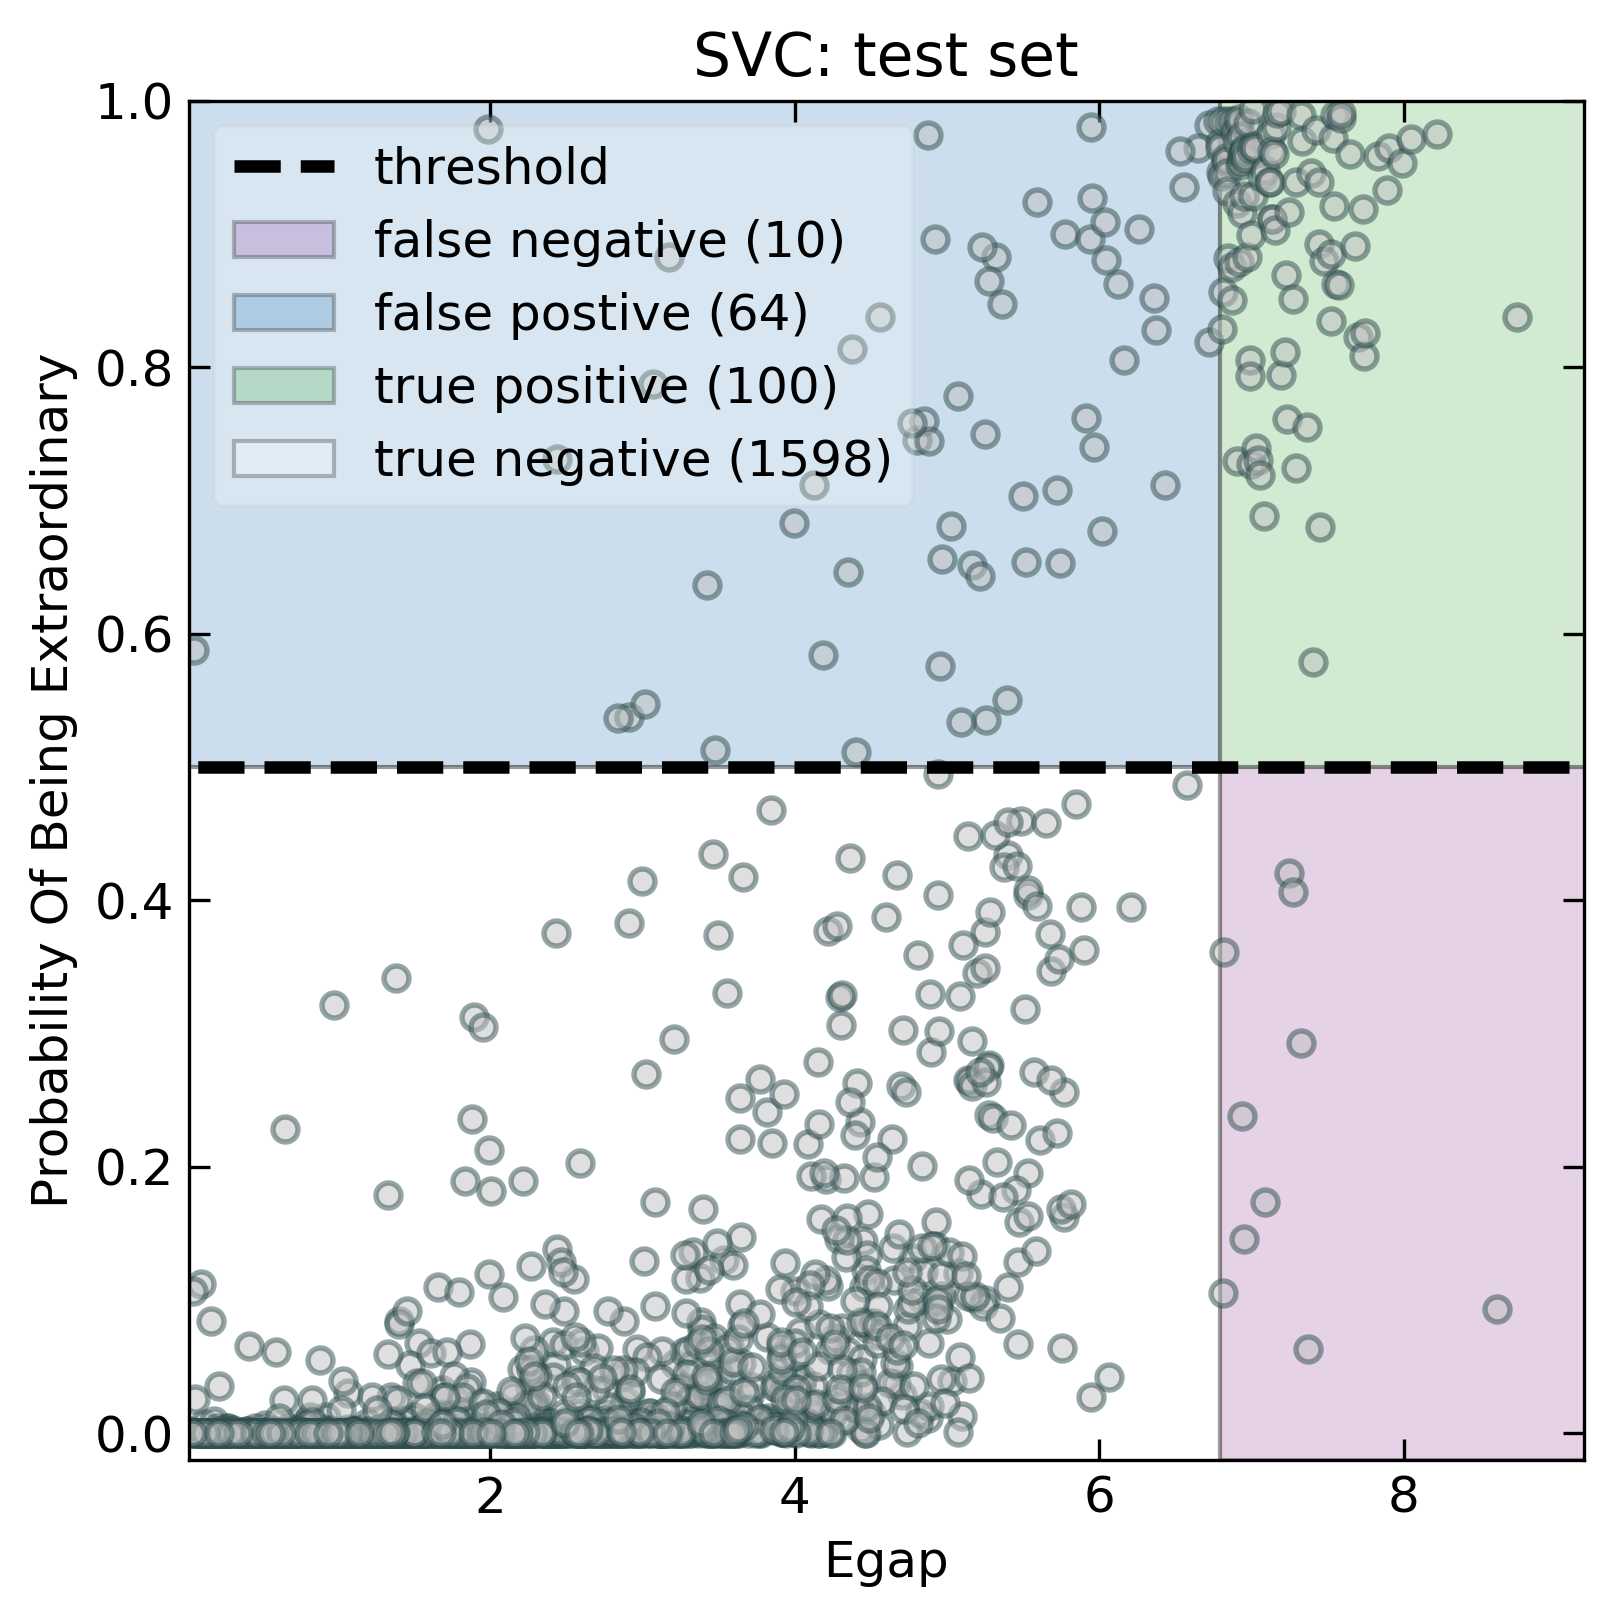 SVC: test set
1.0
0.8
0.6
0.4
0.2
0.0
Probability Of Being Extraordinary
threshold
false negative (10)
false postive (64)
true positive (100)
true negative (1598)
2 4 6 8
Egap